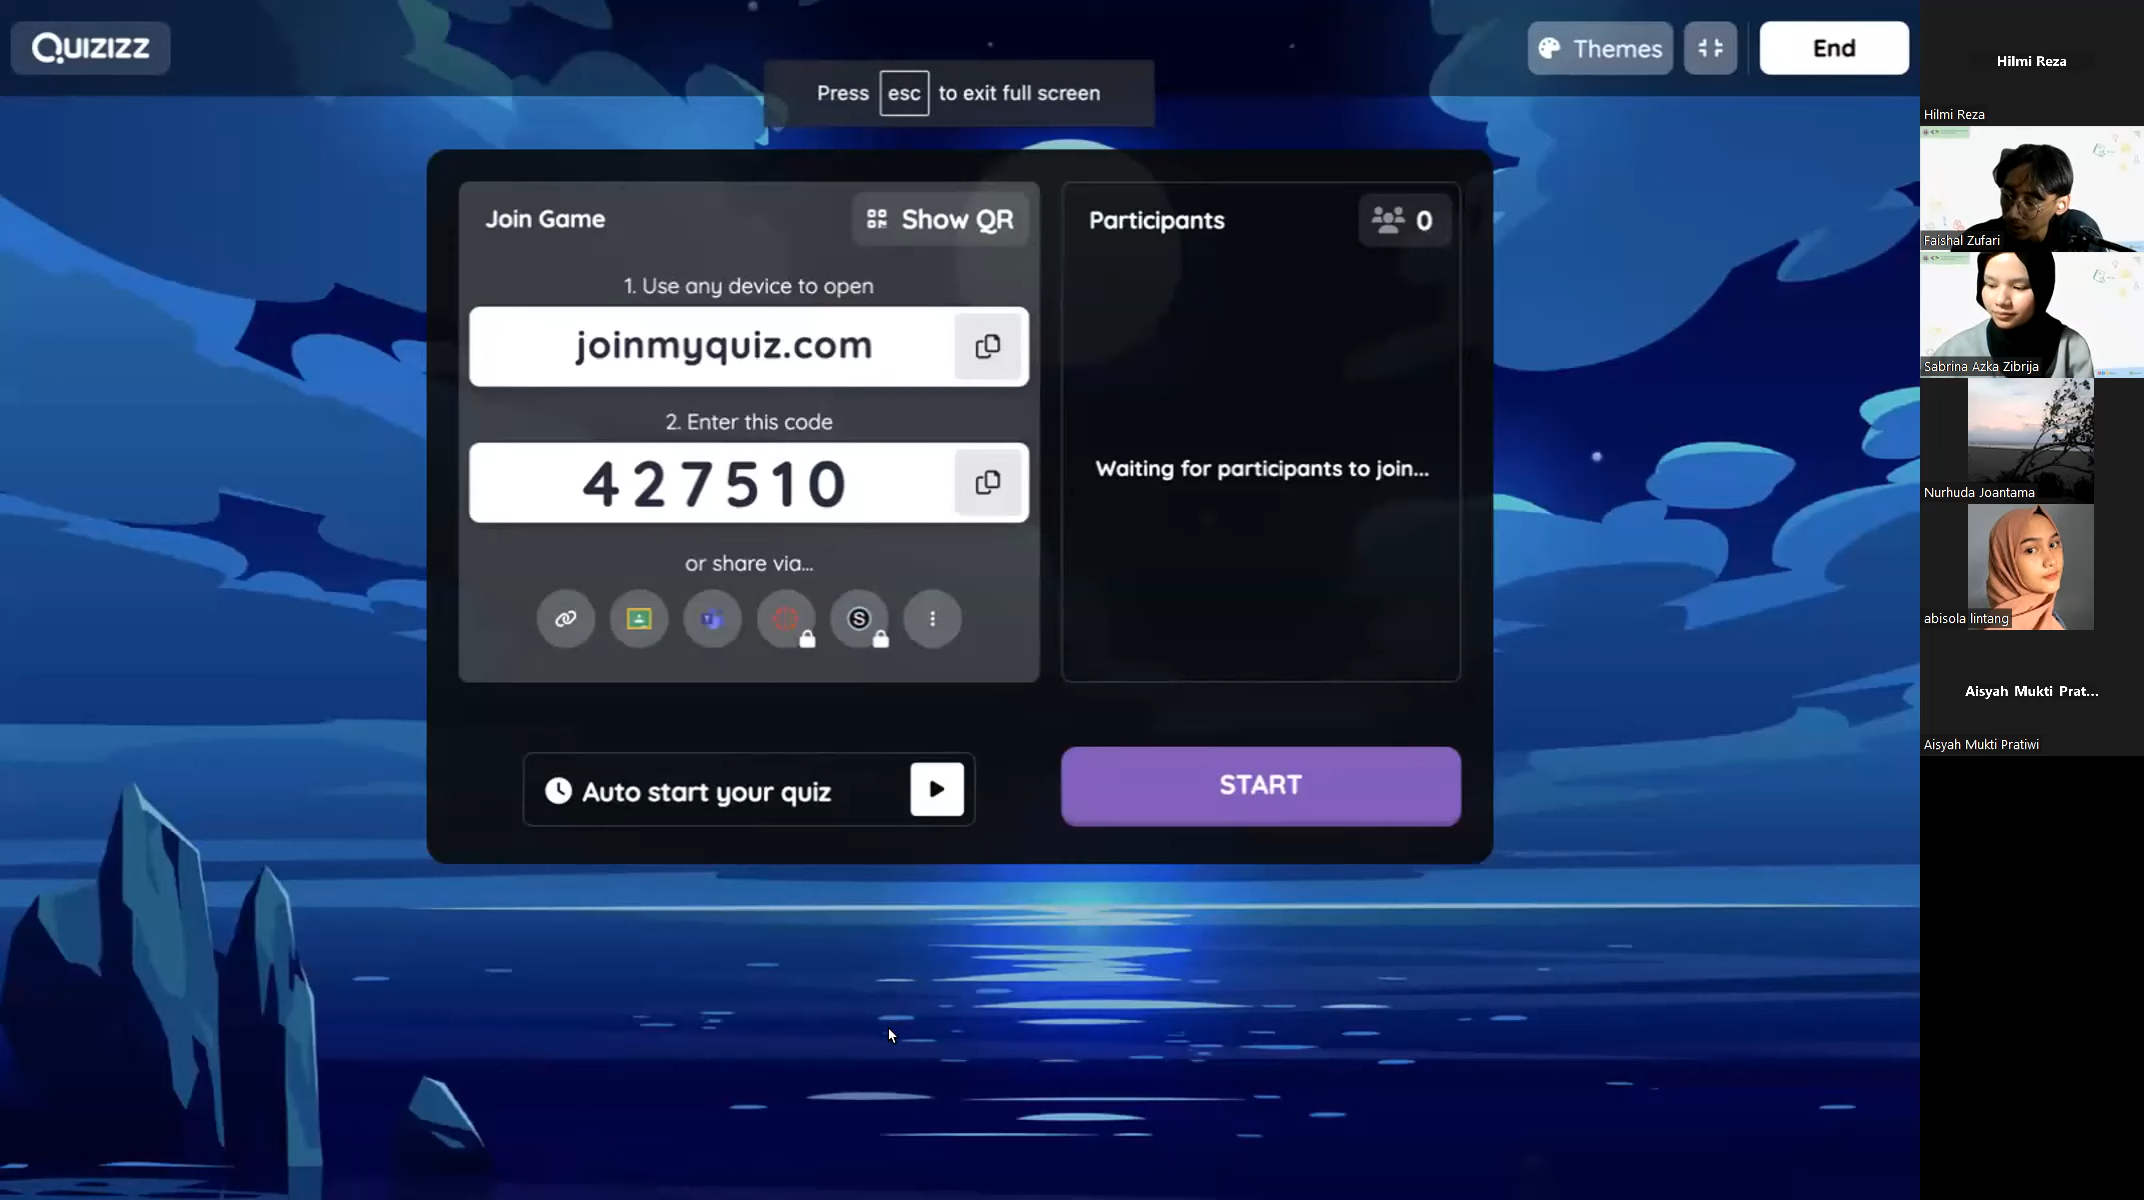 QUIZIZZ
Themes
End
Press esc to exit full screen
Join Game
Show QR
1. Use any device to open
joinmyquiz.com
2. Enter this code
427510
or share via...
Participants
0
Waiting for participants to join...
Auto start your quiz
START
Hilmi Reza
Hilmi Reza
Faishal Zufari
Sabrina Azka Zibrija
Nurhuda Joantama
abisola lintang
Aisyah Mukti Prat...
Aisyah Mukti Pratiwi